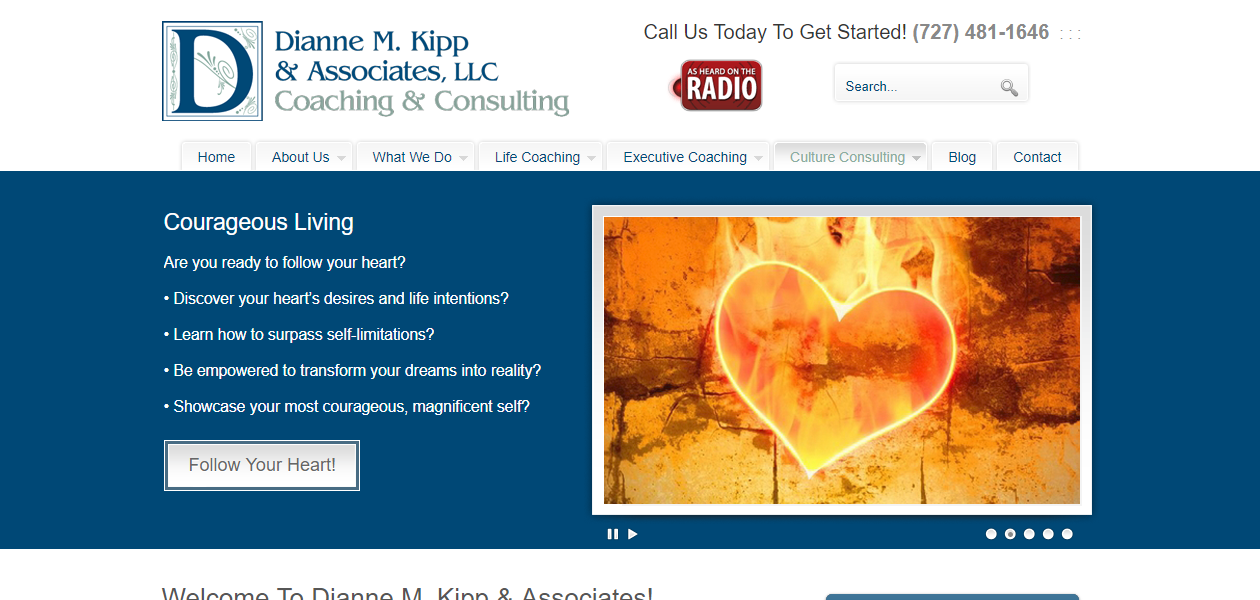 D
Dianne M. Kipp
& Associates, LLC
Coaching & Consulting
Call Us Today To Get Started! (727) 481-1646 : : :
AS HEARD ON THE
RADIO
Search...
Home About Us What We Do Life Coaching Executive Coaching Culture Consulting Blog Contact
Courageous Living
Are you ready to follow your heart?
• Discover your heart's desires and life intentions?
• Learn how to surpass self-limitations?
• Be empowered to transform your dreams into reality?
• Showcase your most courageous, magnificent self?
Follow Your Heart!
Welcome To Dianne M. Kipp & Associates!